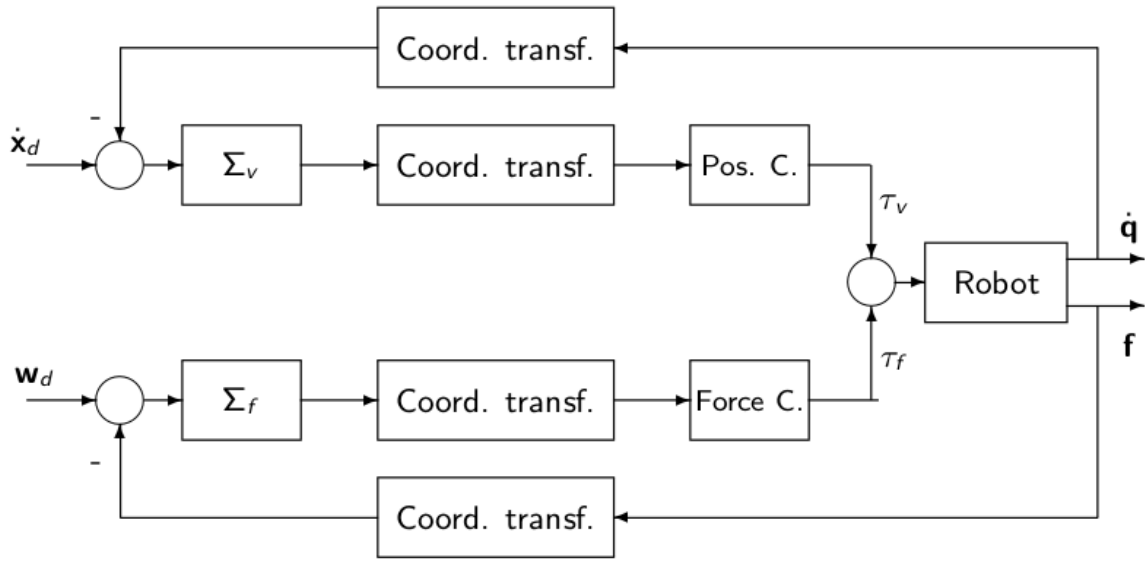 Coord. transf.
-
ẋ_d
Σ_v
Coord. transf.
Pos. C.
τ_v
q̇
Robot
f
τ_f
w_d
Σ_f
Coord. transf.
Force C.
-
Coord. transf.